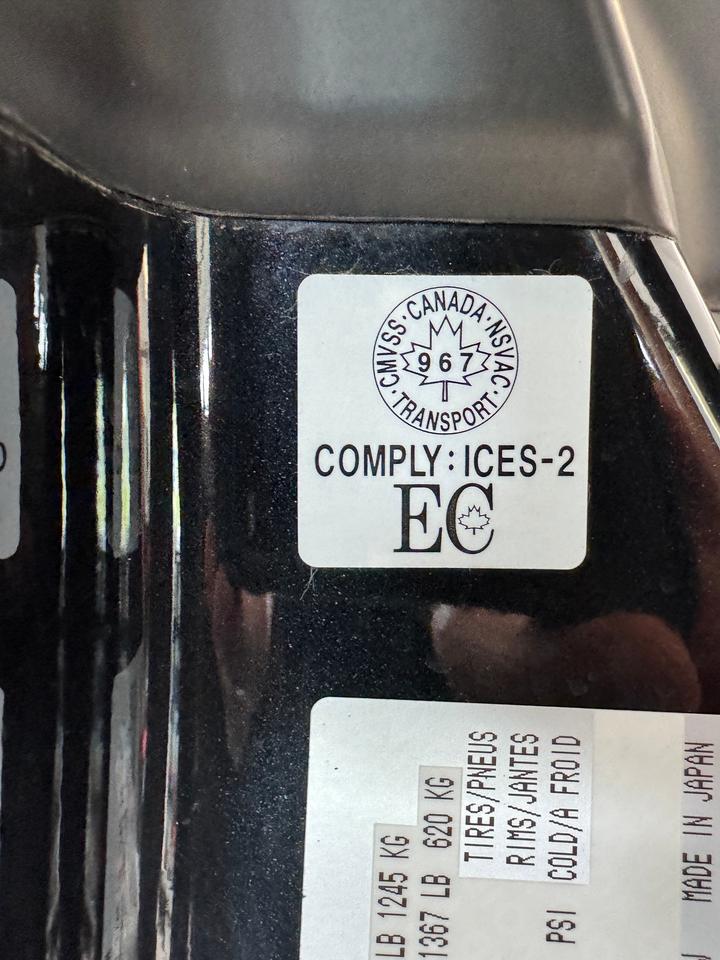 ·CANADA·
CMVSS NSVAC
967
·TRANSPORT·
COMPLY:ICES-2
EC
LB 1245 KG
1367 LB 620 KG
TIRES/PNEUS
RIMS/JANTES
PSI COLD/A FROID
MADE IN JAPAN